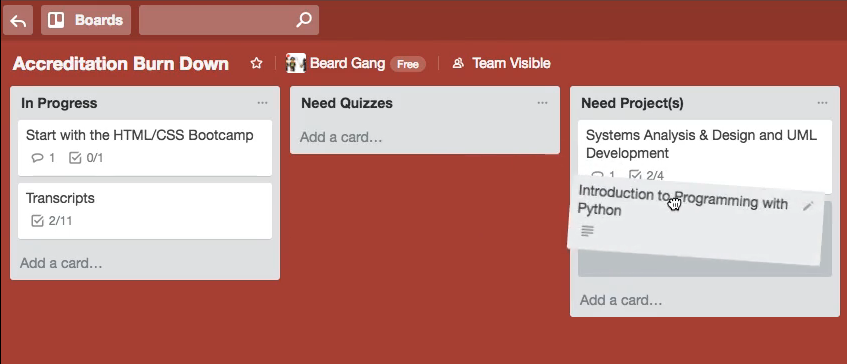 Boards
Accreditation Burn Down
Beard Gang Free
Team Visible
In Progress
Start with the HTML/CSS Bootcamp
1 0/1
Transcripts
2/11
Add a card…
Need Quizzes
Add a card…
Need Project(s)
Systems Analysis & Design and UML
Development
1 2/4
Introduction to Programming with
Python
Add a card…